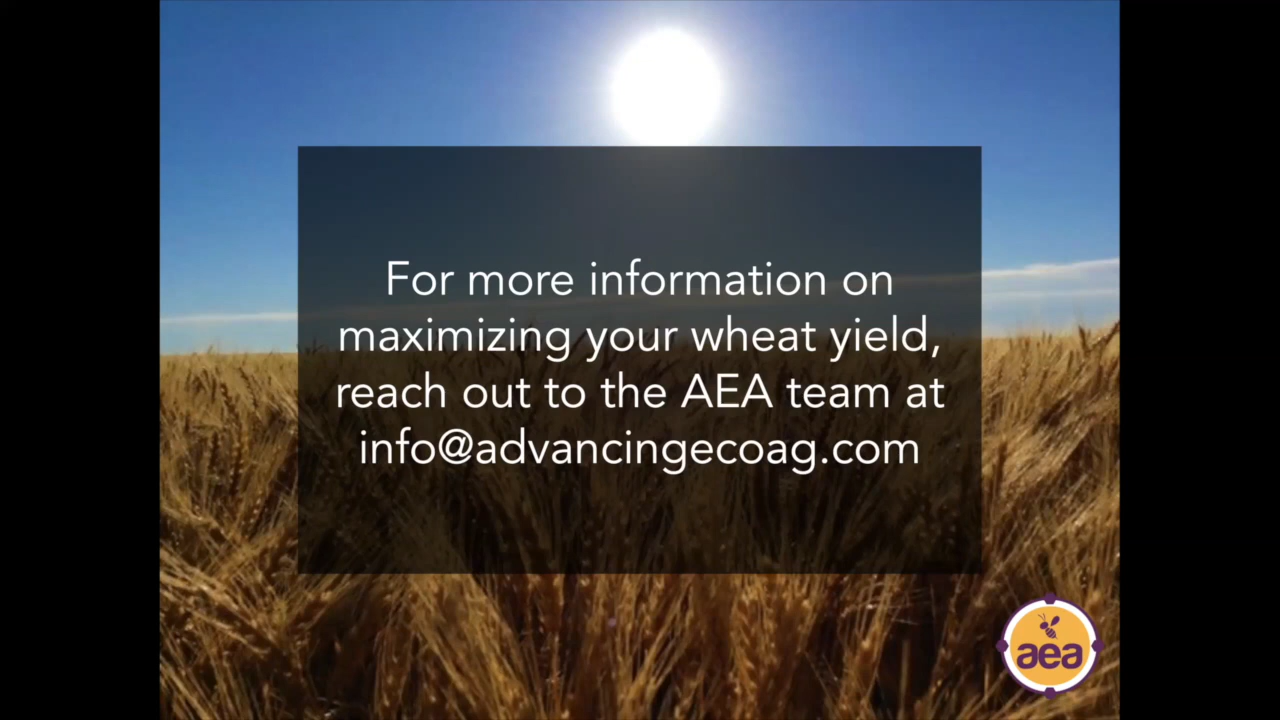 For more information on
maximizing your wheat yield,
reach out to the AEA team at
info@advancingecoag.com
aea